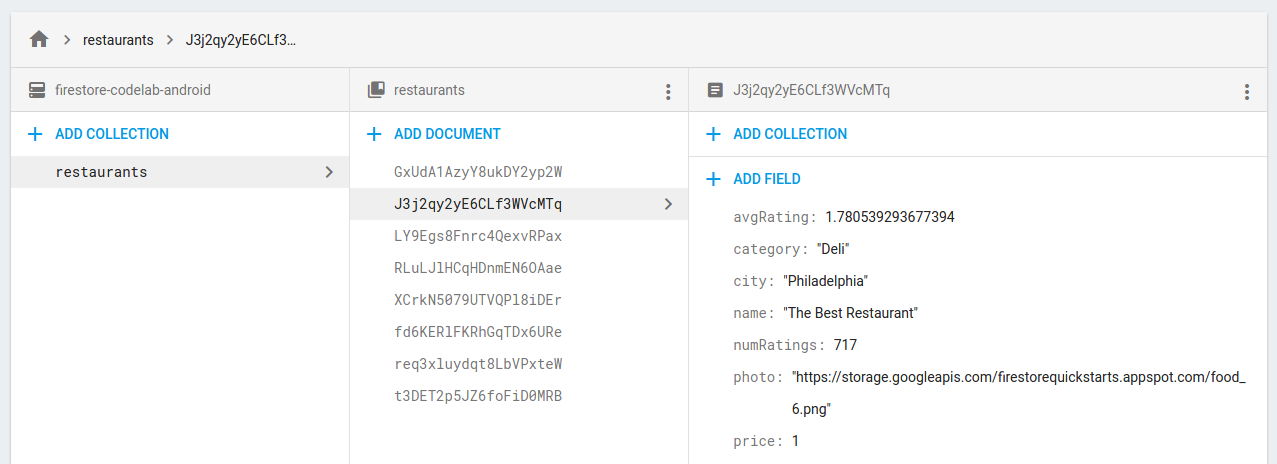 restaurants J3j2qy2yE6CLf3…
firestore-codelab-android
restaurants
J3j2qy2yE6CLf3WVcMTq
ADD COLLECTION
restaurants
ADD DOCUMENT
GxUdA1AzyY8ukDY2yp2W
J3j2qy2yE6CLf3WVcMTq
LY9Egs8Fnrc4QexvRPax
RLuLJlHCqHDnmEN6OAae
XCrkN5079UTVQPl8iDEr
fd6KERlFKRhGqTDx6URe
req3xluydqt8LbVPxteW
t3DET2p5JZ6foFiD0MRB
ADD COLLECTION
ADD FIELD
avgRating: 1.780539293677394
category: "Deli"
city: "Philadelphia"
name: "The Best Restaurant"
numRatings: 717
photo: "https://storage.googleapis.com/firestorequickstarts.appspot.com/food_
6.png"
price: 1